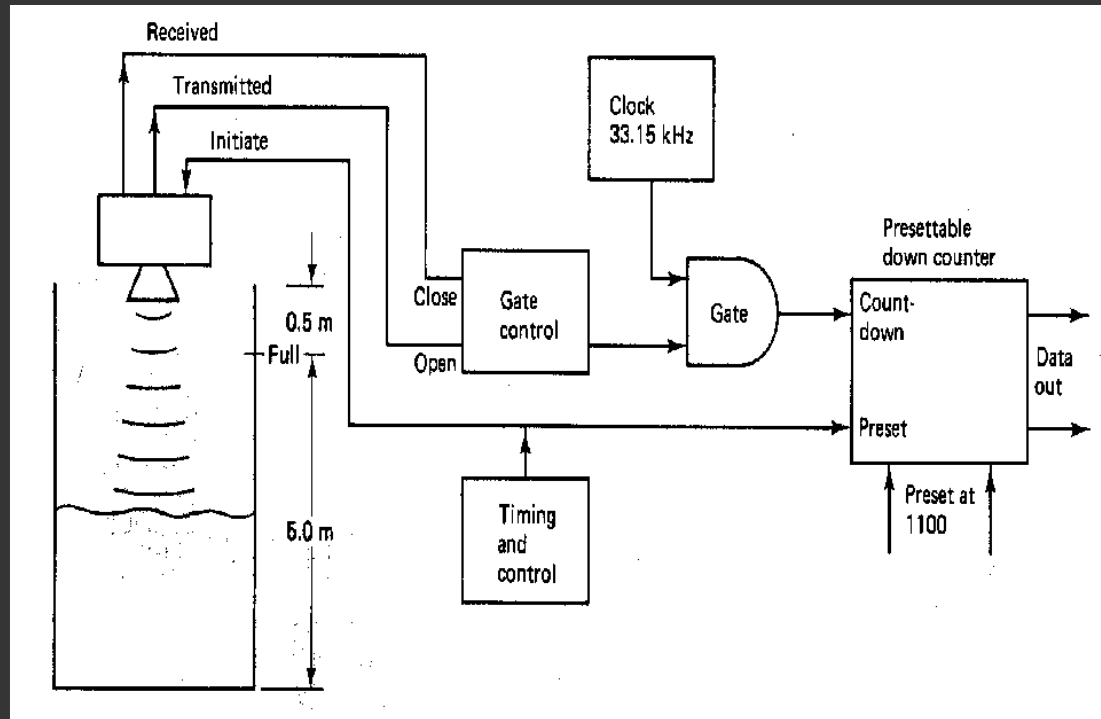 Received
Transmitted
Initiate
Clock
33.15 kHz
Presettable
down counter
Close
Gate
control
Open
Gate
Count-
down
Data
out
Preset
0.5 m
Full
5.0 m
Timing
and
control
Preset at
1100